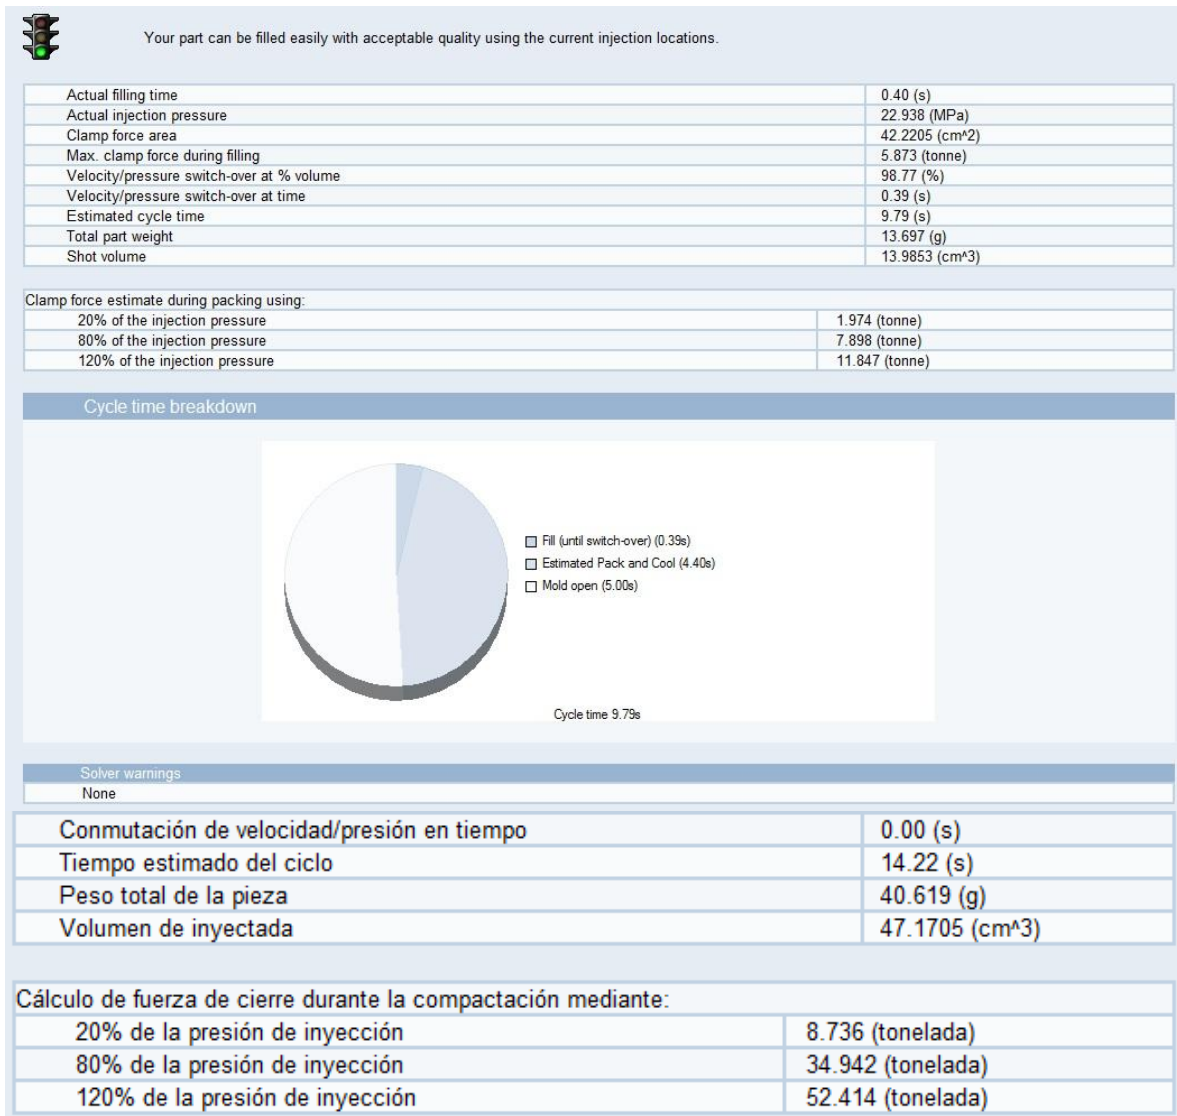 Your part can be filled easily with acceptable quality using the current injection locations.
Actual filling time 0.40 (s)
Actual injection pressure 22.938 (MPa)
Clamp force area 42.2205 (cm^2)
Max. clamp force during filling 5.873 (tonne)
Velocity/pressure switch-over at % volume 98.77 (%)
Velocity/pressure switch-over at time 0.39 (s)
Estimated cycle time 9.79 (s)
Total part weight 13.697 (g)
Shot volume 13.9853 (cm^3)
Clamp force estimate during packing using:
20% of the injection pressure 1.974 (tonne)
80% of the injection pressure 7.898 (tonne)
120% of the injection pressure 11.847 (tonne)
Cycle time breakdown
Fill (until switch-over) (0.39s)
Estimated Pack and Cool (4.40s)
Mold open (5.00s)
Cycle time 9.79s
Solver warnings
None
Conmutación de velocidad/presión en tiempo 0.00 (s)
Tiempo estimado del ciclo 14.22 (s)
Peso total de la pieza 40.619 (g)
Volumen de inyectada 47.1705 (cm^3)
Cálculo de fuerza de cierre durante la compactación mediante:
20% de la presión de inyección 8.736 (tonelada)
80% de la presión de inyección 34.942 (tonelada)
120% de la presión de inyección 52.414 (tonelada)